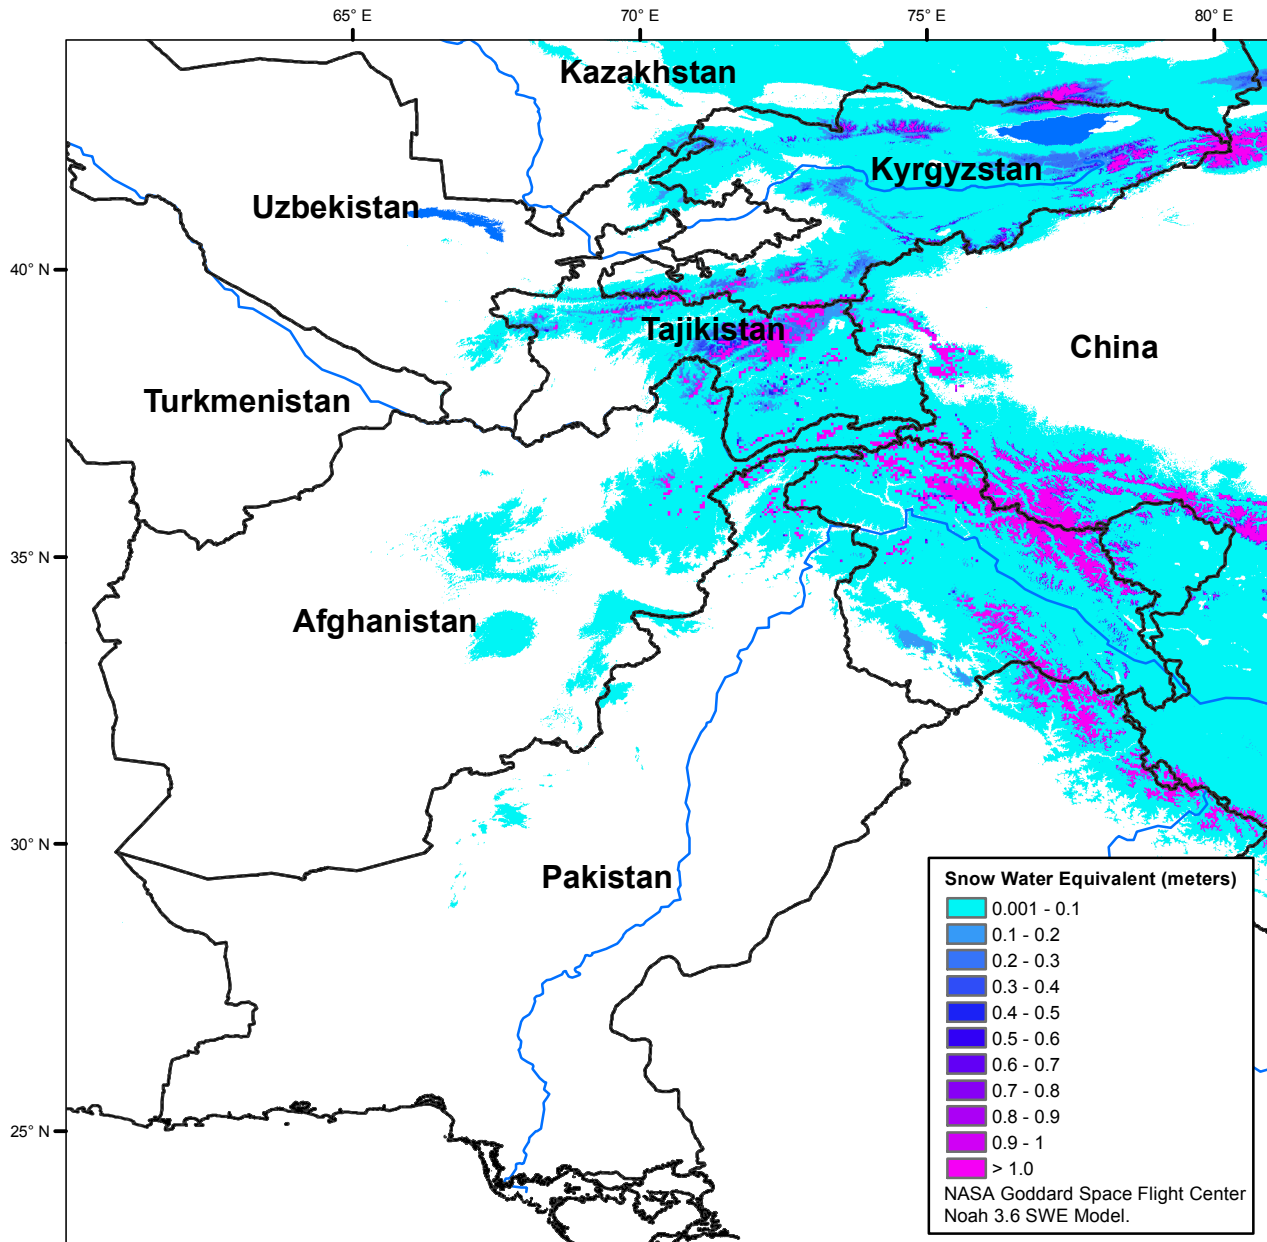 65° E
70° E
75° E
80° E
Kazakhstan
Kyrgyzstan
Uzbekistan
40° N
Tajikistan
China
Turkmenistan
35° N
Afghanistan
30° N
Pakistan
25° N
Snow Water Equivalent (meters)
0.001 - 0.1
0.1 - 0.2
0.2 - 0.3
0.3 - 0.4
0.4 - 0.5
0.5 - 0.6
0.6 - 0.7
0.7 - 0.8
0.8 - 0.9
0.9 - 1
> 1.0
NASA Goddard Space Flight Center
Noah 3.6 SWE Model.